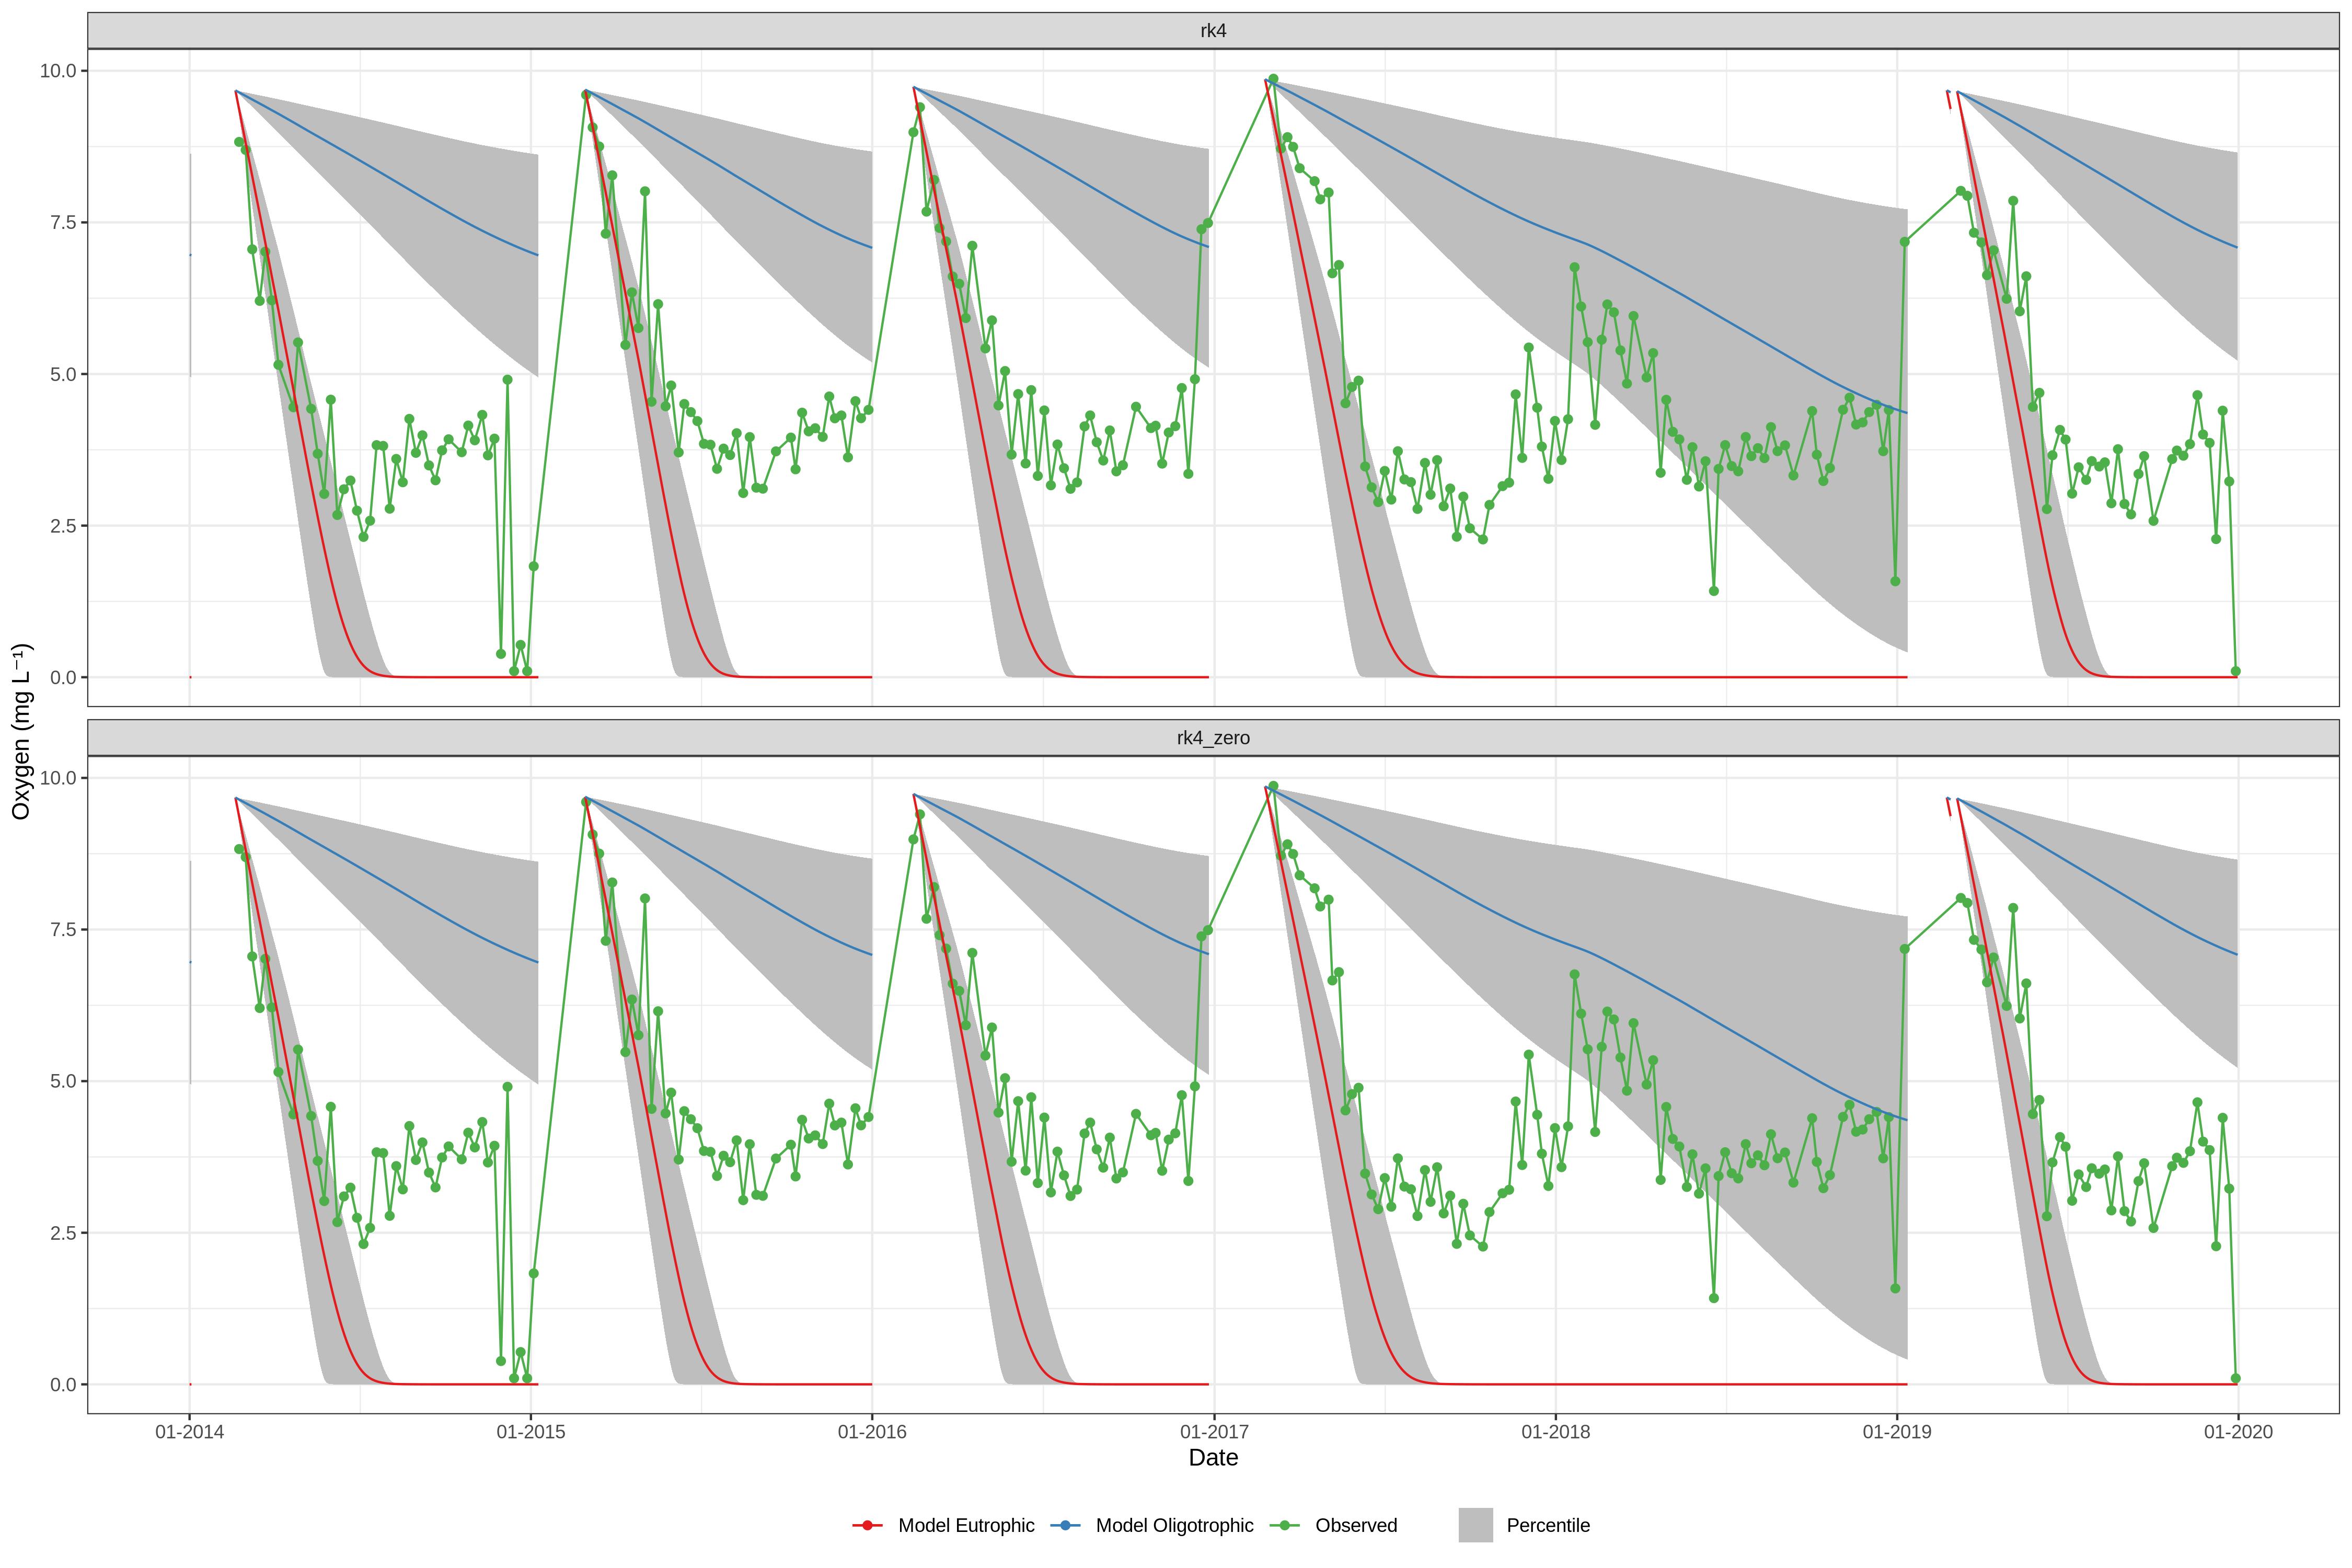 rk4
10.0
7.5
5.0
2.5
0.0
Oxygen (mg L⁻¹)
rk4_zero
10.0
7.5
5.0
2.5
0.0
01-2014 01-2015 01-2016 01-2017 01-2018 01-2019 01-2020
Date
Model Eutrophic Model Oligotrophic Observed Percentile